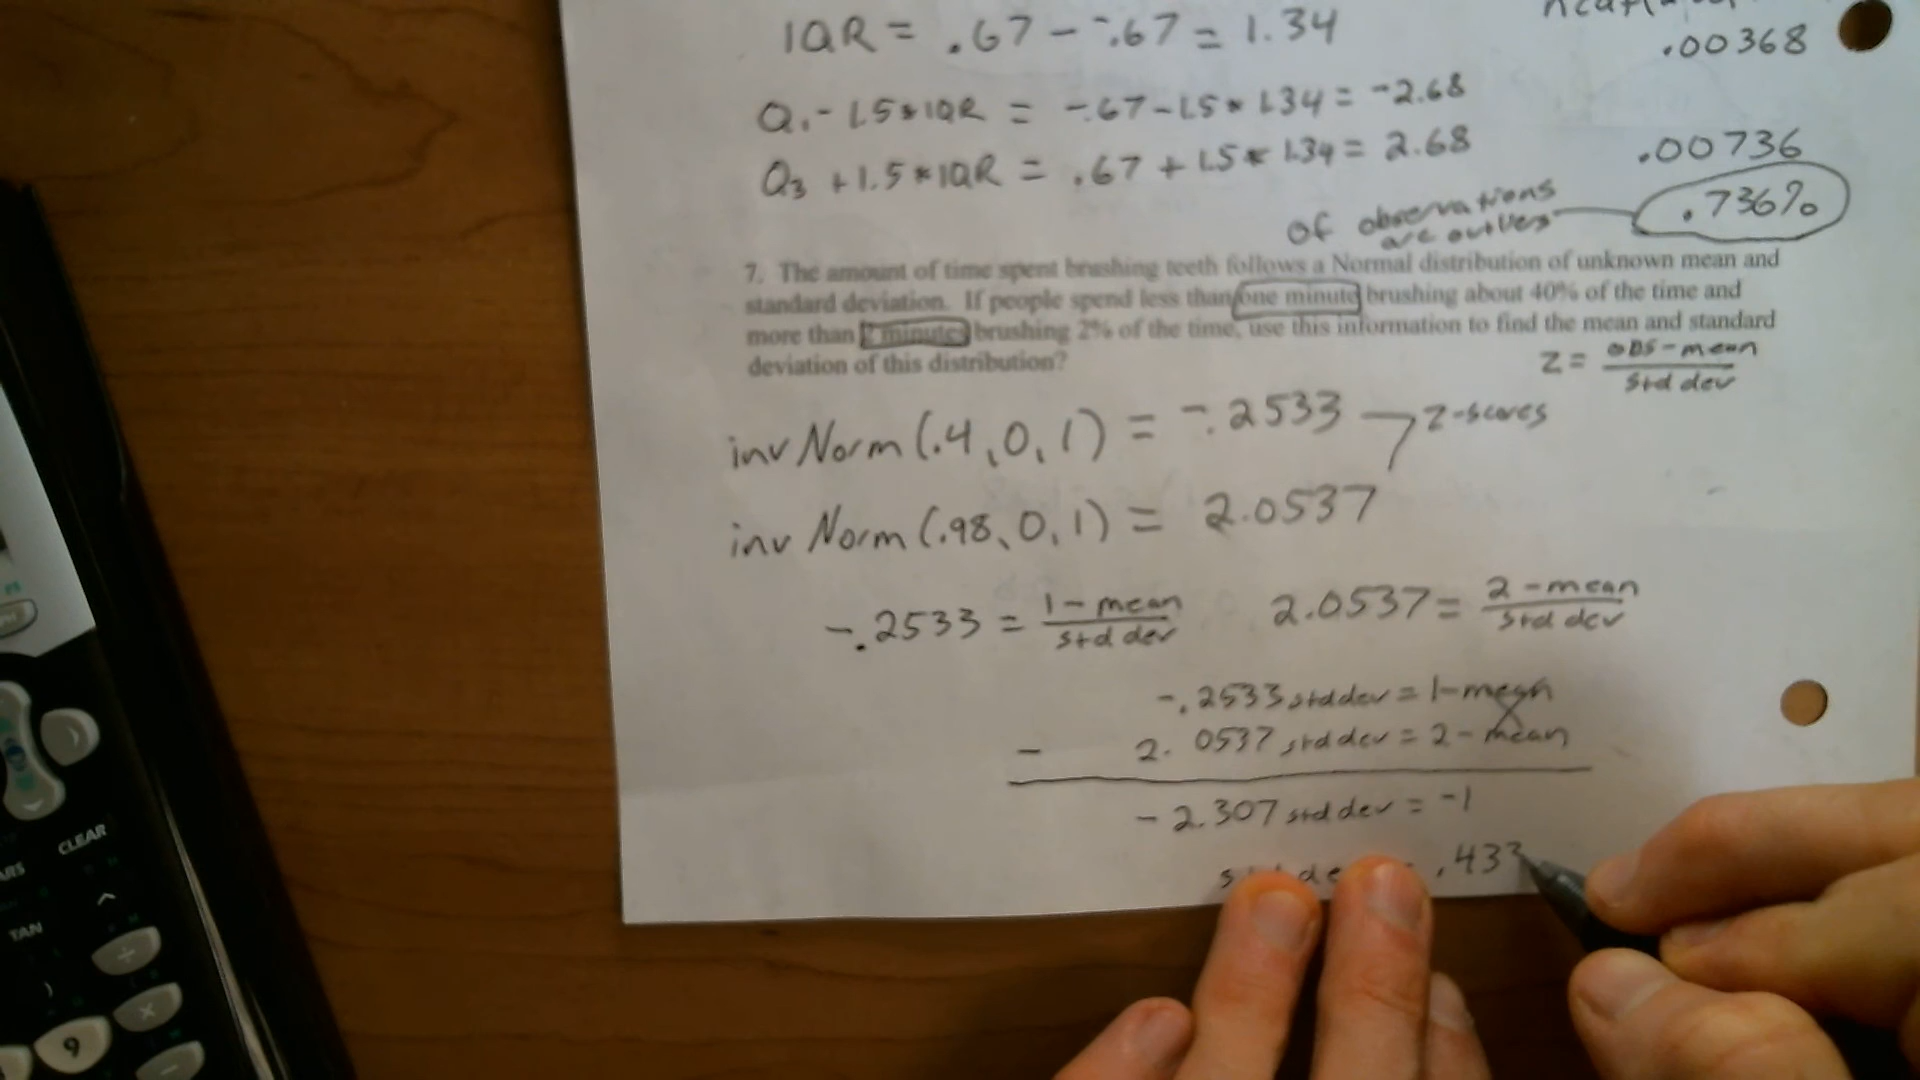 IQR = .67 - -.67 = 1.34
.00368
Q1 - 1.5*IQR = -.67-1.5*1.34 = -2.68
Q3 + 1.5*IQR = .67 + 1.5*1.34 = 2.68
.00736
.736%
of observations
are outliers
7. The amount of time spent brushing teeth follows a Normal distribution of unknown mean and
standard deviation. If people spend less than one minute brushing about 40% of the time and
more than 2 minutes brushing 2% of the time, use this information to find the mean and standard
deviation of this distribution?
Z = obs-mean / std dev
invNorm(.4,0,1) = -.2533
z-scores
invNorm(.98,0,1) = 2.0537
-.2533 = 1-mean / std dev
2.0537 = 2-mean / std dev
-.2533 std dev = 1-mean
- 2.0537 std dev = 2-mean
-2.307 std dev = -1
.433
CLEAR
TAN
)
^
÷
×
9
−